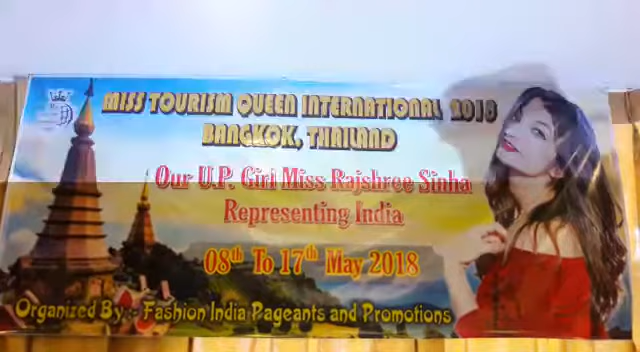 MISS TOURISM QUEEN INTERNATIONAL 2018
BANGKOK, THAILAND
Our U.P. Girl Miss Rajshree Sinha
Representing India
08th To 17th May 2018
Organized By :- Fashion India Pageants and Promotions